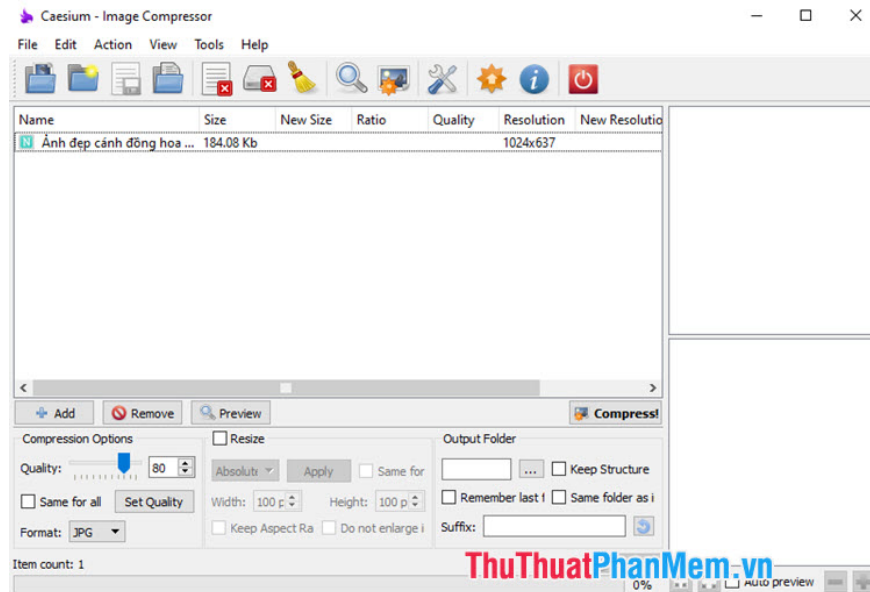 Caesium - Image Compressor
File Edit Action View Tools Help
Name Size New Size Ratio Quality Resolution New Resolutio
N Ảnh đẹp cánh đồng hoa ... 184.08 Kb 1024x637
Add Remove Preview Compress!
Compression Options Resize Output Folder
Quality: 80 Absolut Apply Same for ... Keep Structure
Same for all Set Quality Width: 100 p Height: 100 p Remember last f Same folder as i
Format: JPG Keep Aspect Ra Do not enlarge i Suffix:
Item count: 1
ThuThuatPhanMem.vn
0% Auto preview